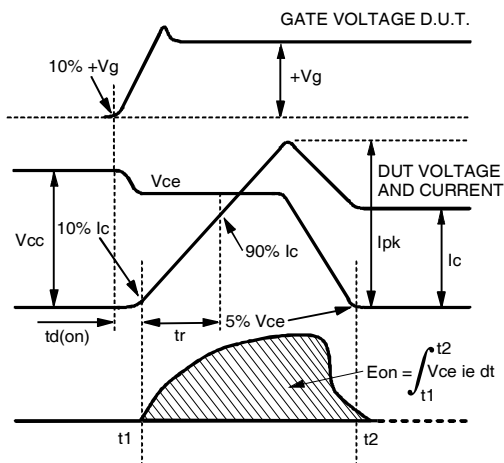 GATE VOLTAGE D.U.T.
10% +Vg
+Vg
Vce
DUT VOLTAGE
AND CURRENT
Vcc
10% Ic
90% Ic
Ipk
Ic
td(on)
tr
5% Vce
Eon = ∫ t1 t2 Vce ie dt
t1
t2